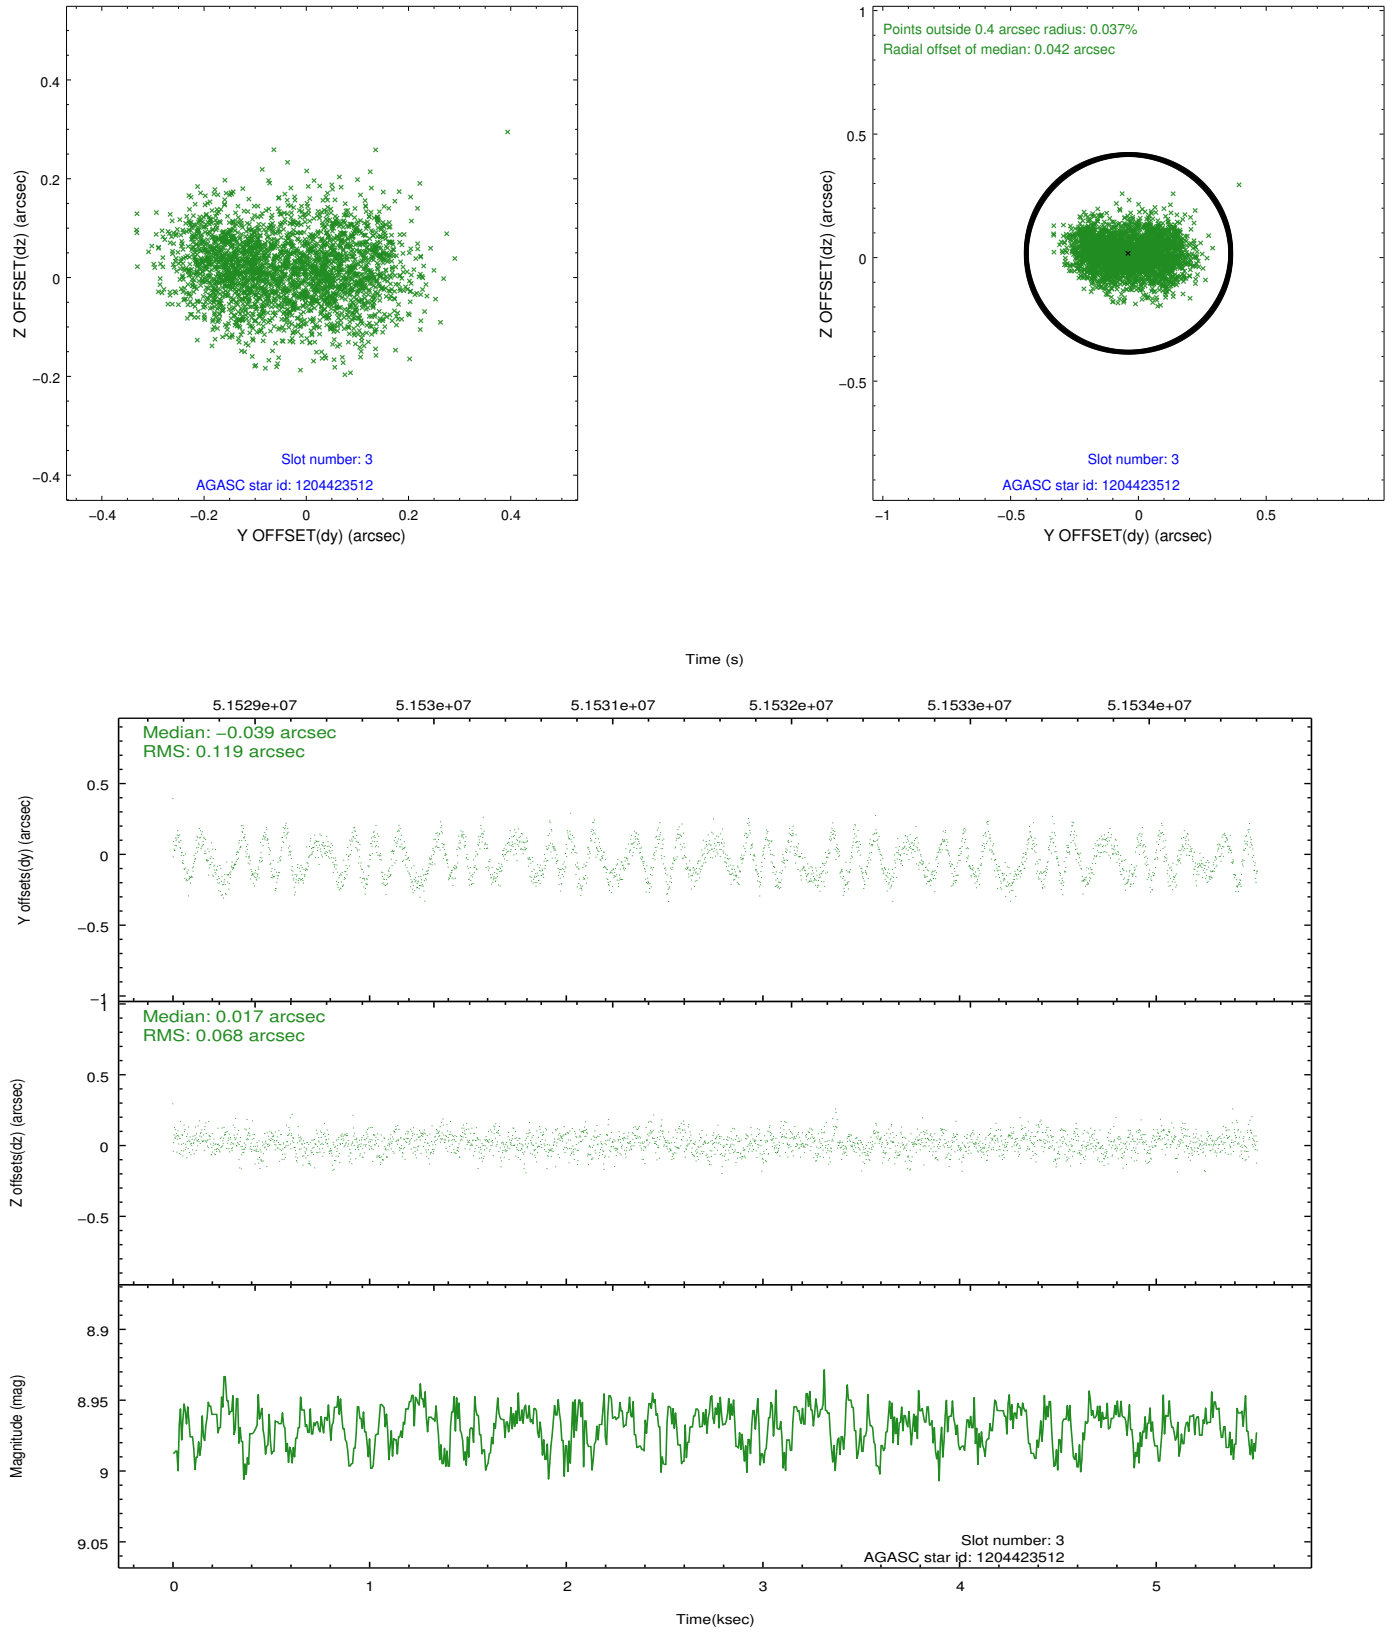 0.4
0.2
0
−0.2
−0.4
Z OFFSET(dz) (arcsec)
−0.4
−0.2
0
0.2
0.4
Y OFFSET(dy) (arcsec)
Slot number: 3
AGASC star id: 1204423512
Points outside 0.4 arcsec radius: 0.037%
Radial offset of median: 0.042 arcsec
1
0.5
0
−0.5
Z OFFSET(dz) (arcsec)
−1
−0.5
0
0.5
Y OFFSET(dy) (arcsec)
Slot number: 3
AGASC star id: 1204423512
Time (s)
5.1529e+07
5.153e+07
5.1531e+07
5.1532e+07
5.1533e+07
5.1534e+07
Median: −0.039 arcsec
RMS: 0.119 arcsec
0.5
0
−0.5
−1
Y offsets(dy) (arcsec)
Median: 0.017 arcsec
RMS: 0.068 arcsec
1
0.5
0
−0.5
Z offsets(dz) (arcsec)
8.9
8.95
9
9.05
Magnitude (mag)
Slot number: 3
AGASC star id: 1204423512
0
1
2
3
4
5
Time(ksec)